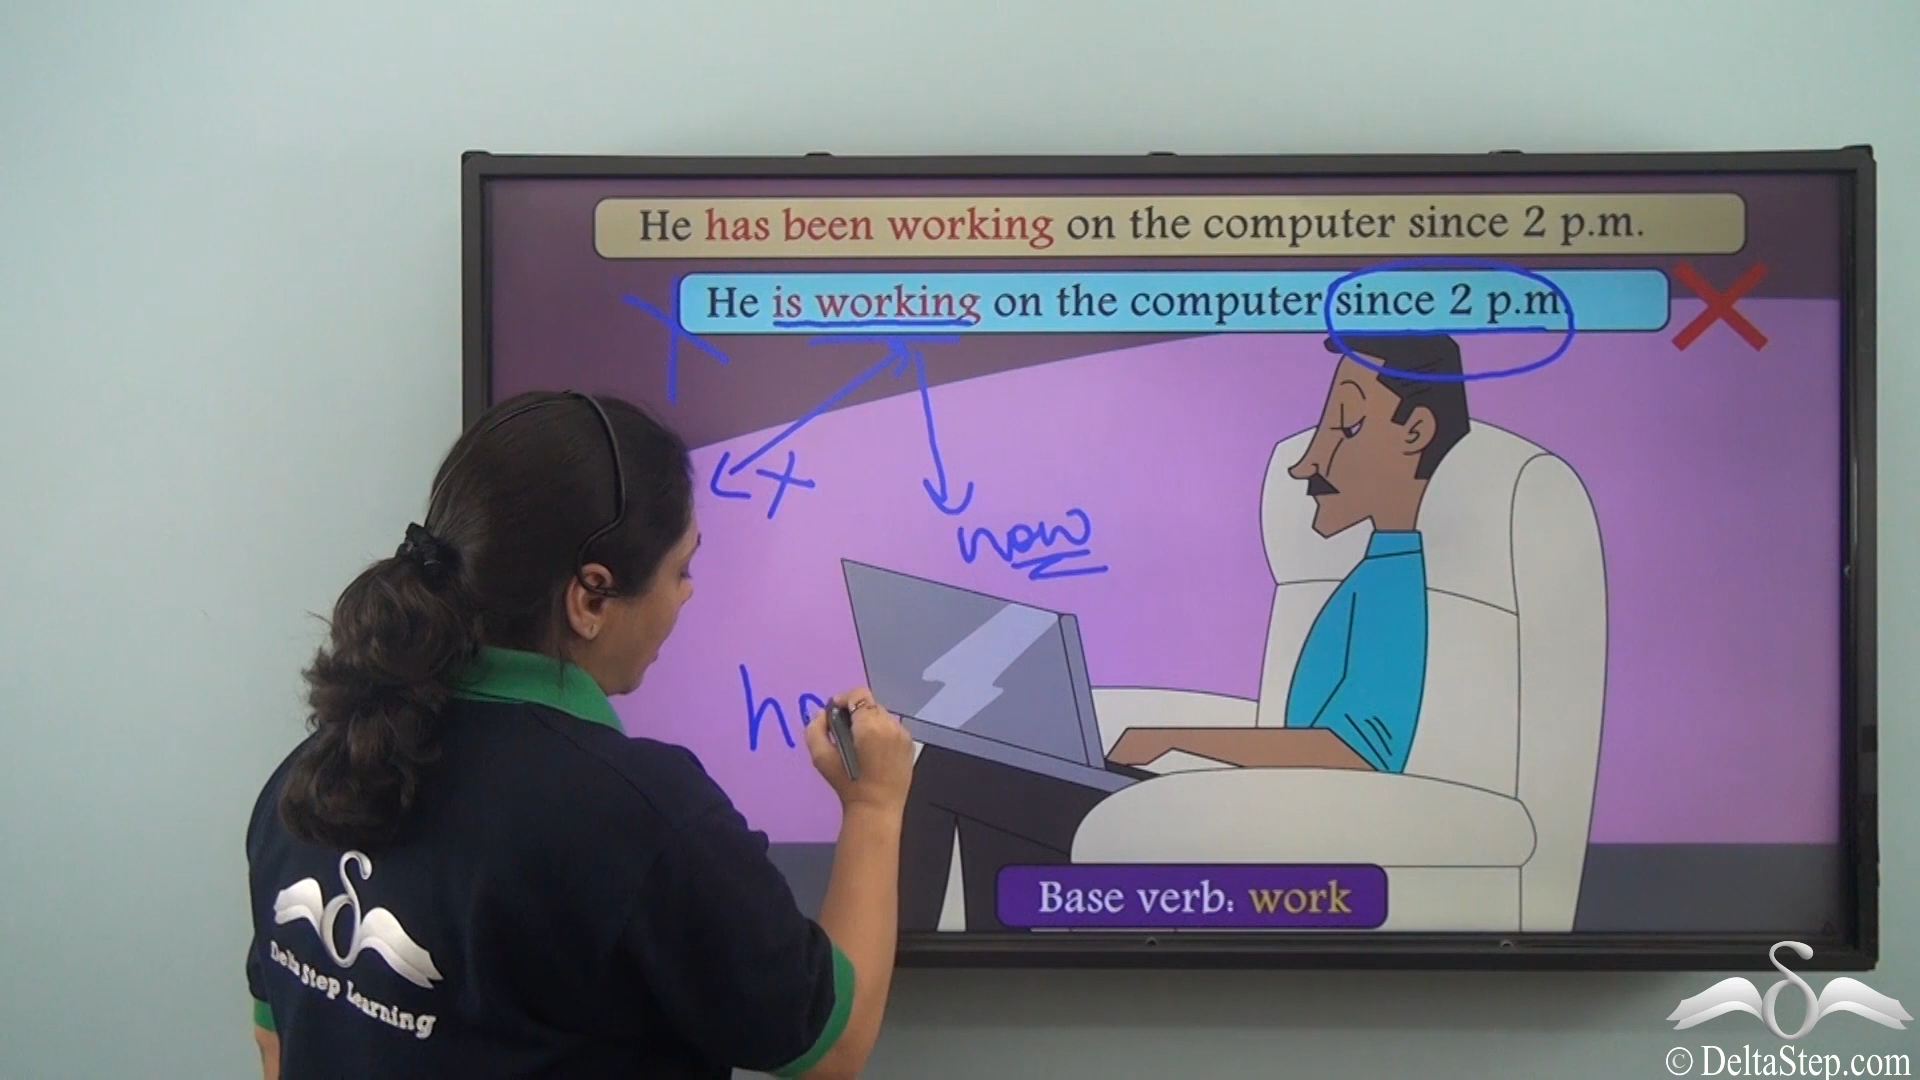 He has been working on the computer since 2 p.m.
He is working on the computer since 2 p.m.
now
ha
Base verb: work
Delta Step Learning
© DeltaStep.com